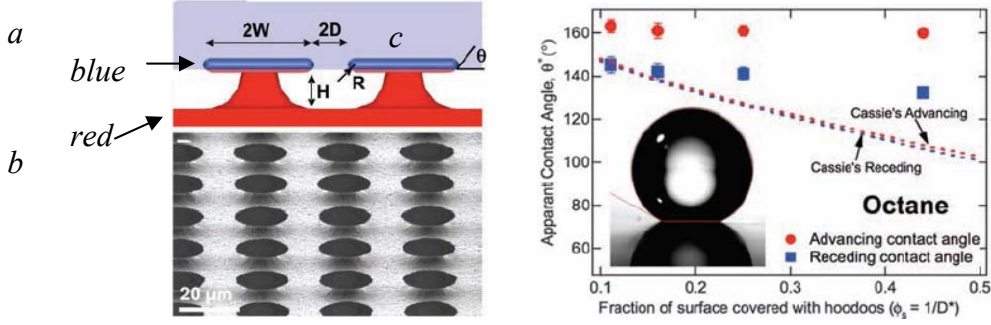 a
2W
2D
c
blue
θ
R
H
red
b
20 µm
Apparant Contact Angle, θ* (°)
160
140
120
100
80
60
Cassie's Advancing
Cassie's Receding
Octane
Advancing contact angle
Receding contact angle
0.1 0.2 0.3 0.4 0.5
Fraction of surface covered with hoodoos (ϕs = 1/D*)